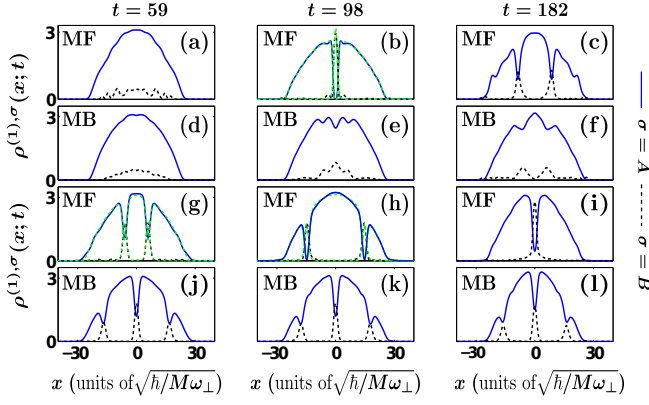 t = 59 t = 98 t = 182
3 MF (a) MF (b) MF (c)
0
3 MB (d) MB (e) MB (f)
0
ρ(1),σ(x; t)
3 MF (g) MF (h) MF (i)
0
3 MB (j) MB (k) MB (l)
0
ρ(1),σ(x; t)
−30 0 30 −30 0 30 −30 0 30
x (units of√ħ/Mω⊥) x (units of√ħ/Mω⊥) x (units of√ħ/Mω⊥)
— σ = A ····· σ = B